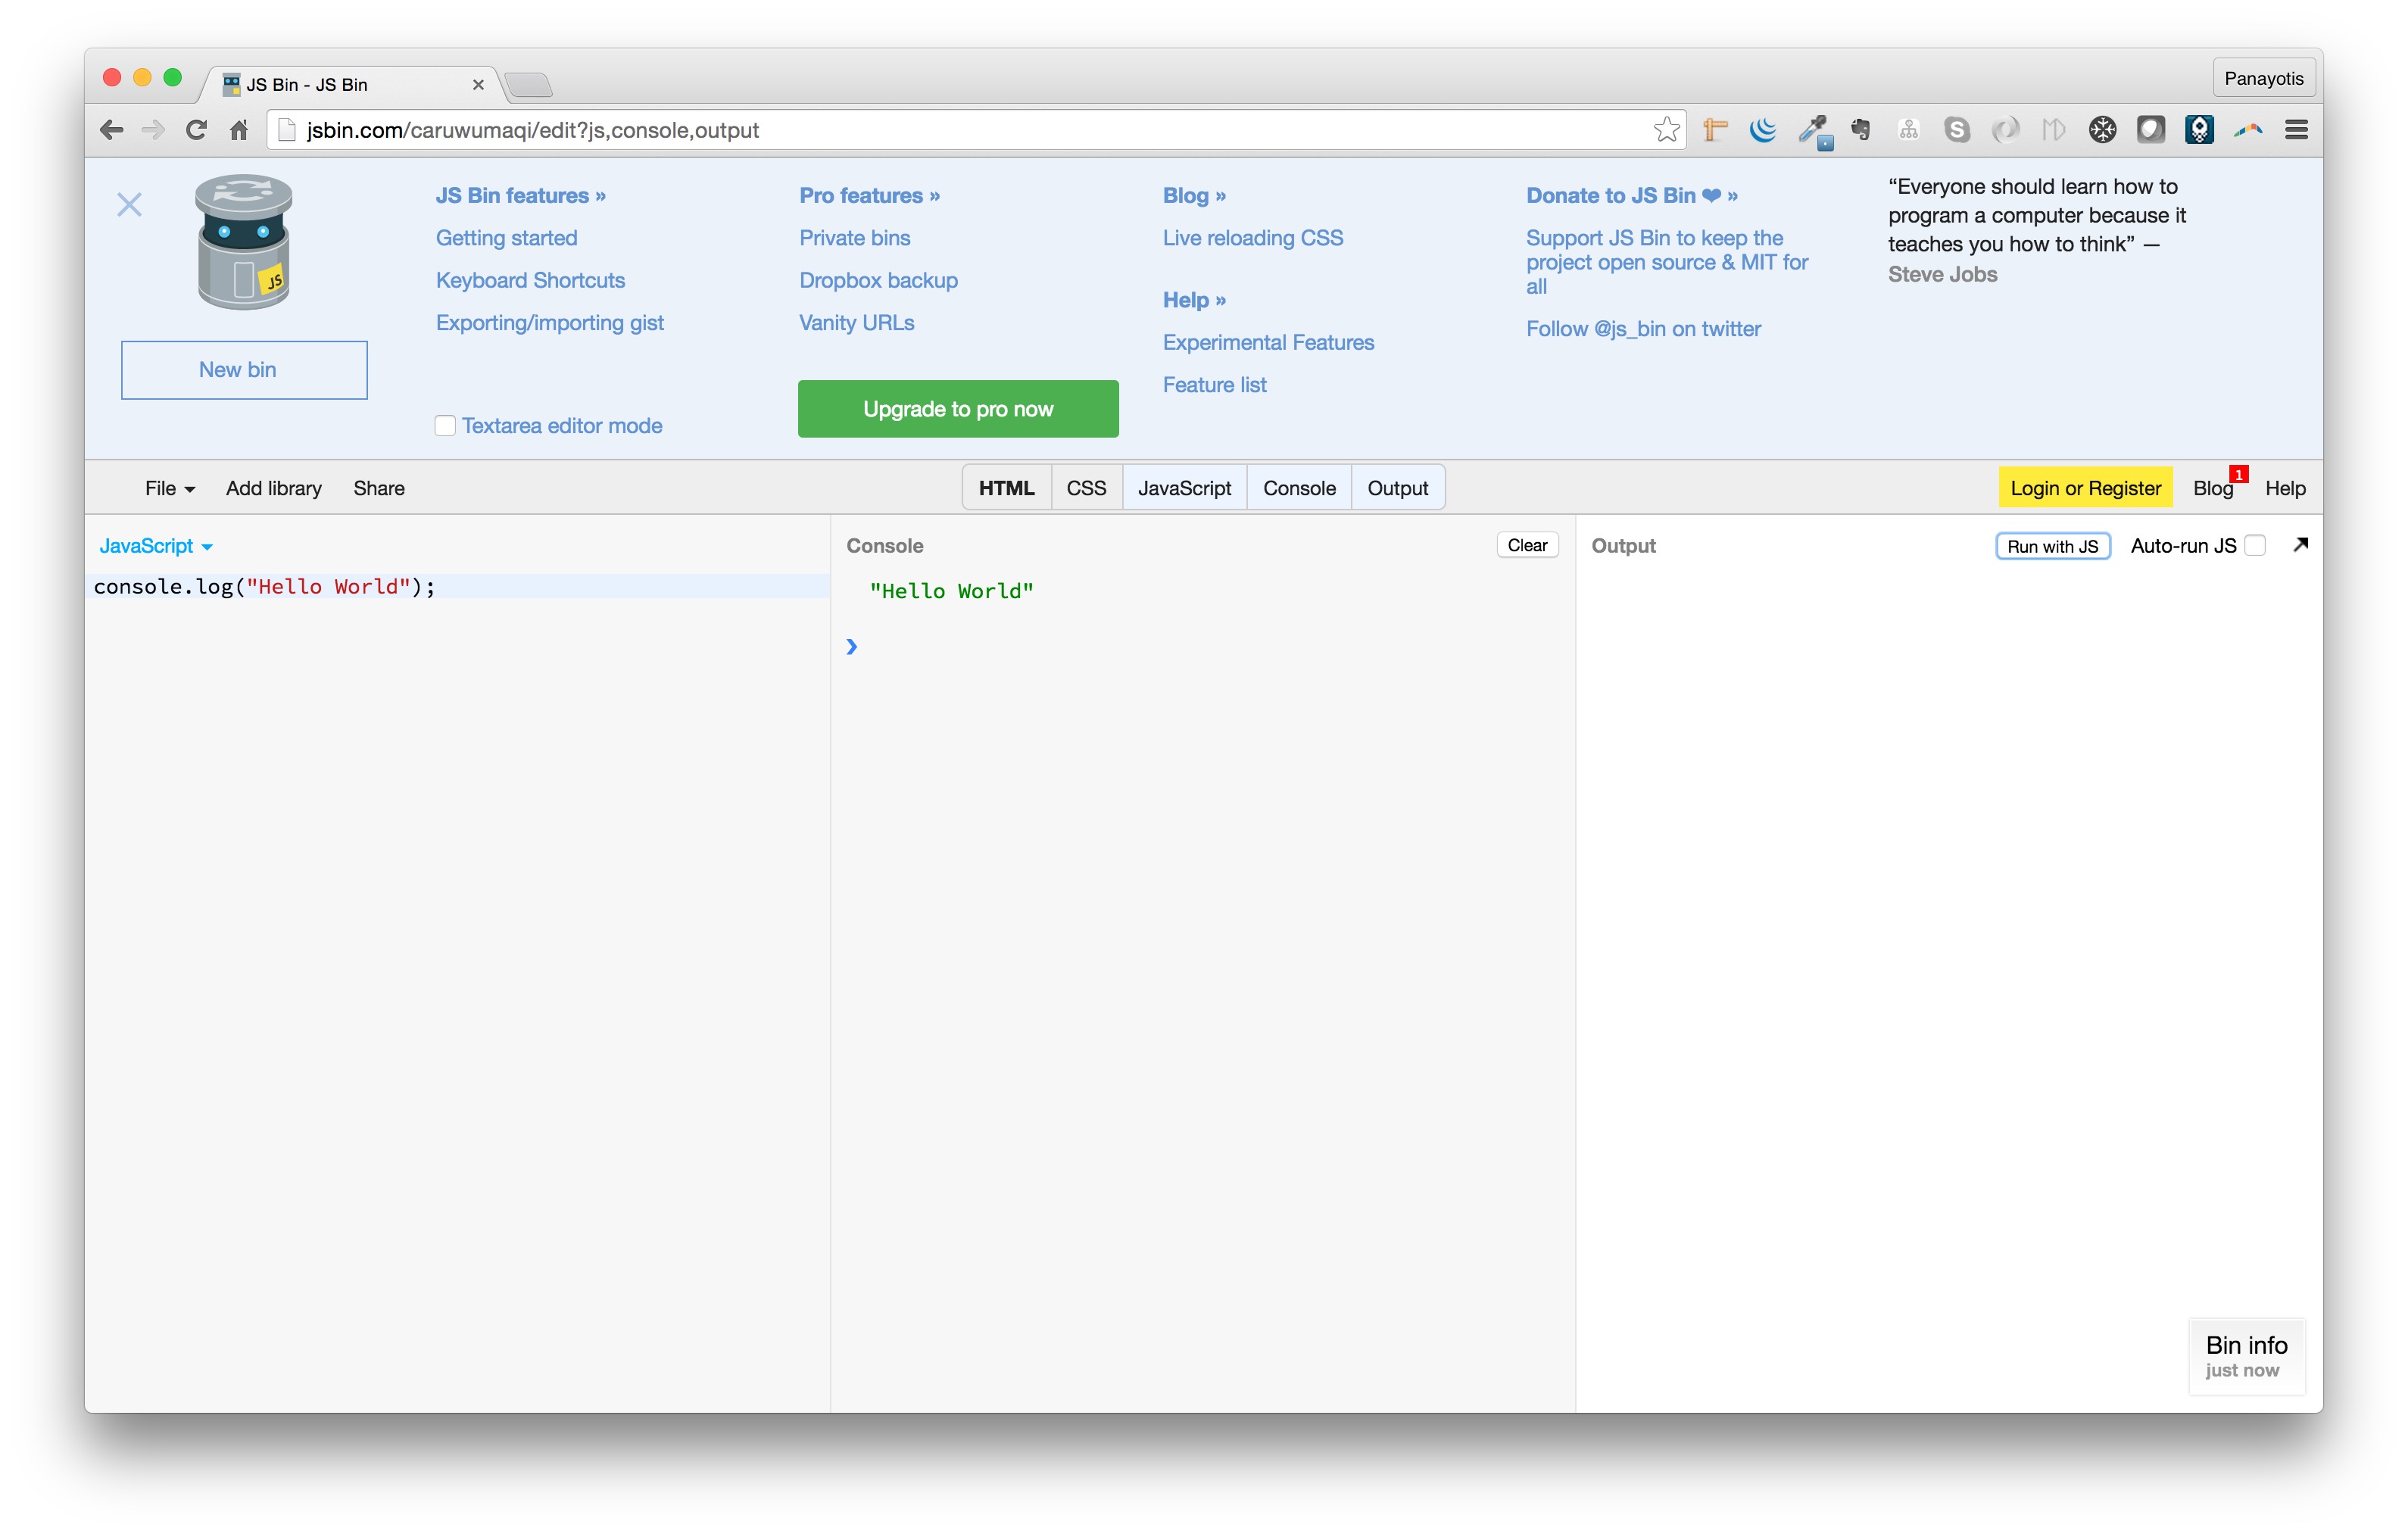 JS Bin - JS Bin
Panayotis
jsbin.com/caruwumaqi/edit?js,console,output
JS
New bin
JS Bin features »
Getting started
Keyboard Shortcuts
Exporting/importing gist
Textarea editor mode
Pro features »
Private bins
Dropbox backup
Vanity URLs
Upgrade to pro now
Blog »
Live reloading CSS
Help »
Experimental Features
Feature list
Donate to JS Bin ❤ »
Support JS Bin to keep the
project open source & MIT for
all
Follow @js_bin on twitter
“Everyone should learn how to
program a computer because it
teaches you how to think” —
Steve Jobs
File Add library Share
HTML CSS JavaScript Console Output
Login or Register Blog 1 Help
JavaScript
console.log("Hello World");
Console Clear
"Hello World"
Output Run with JS Auto-run JS
Bin info
just now